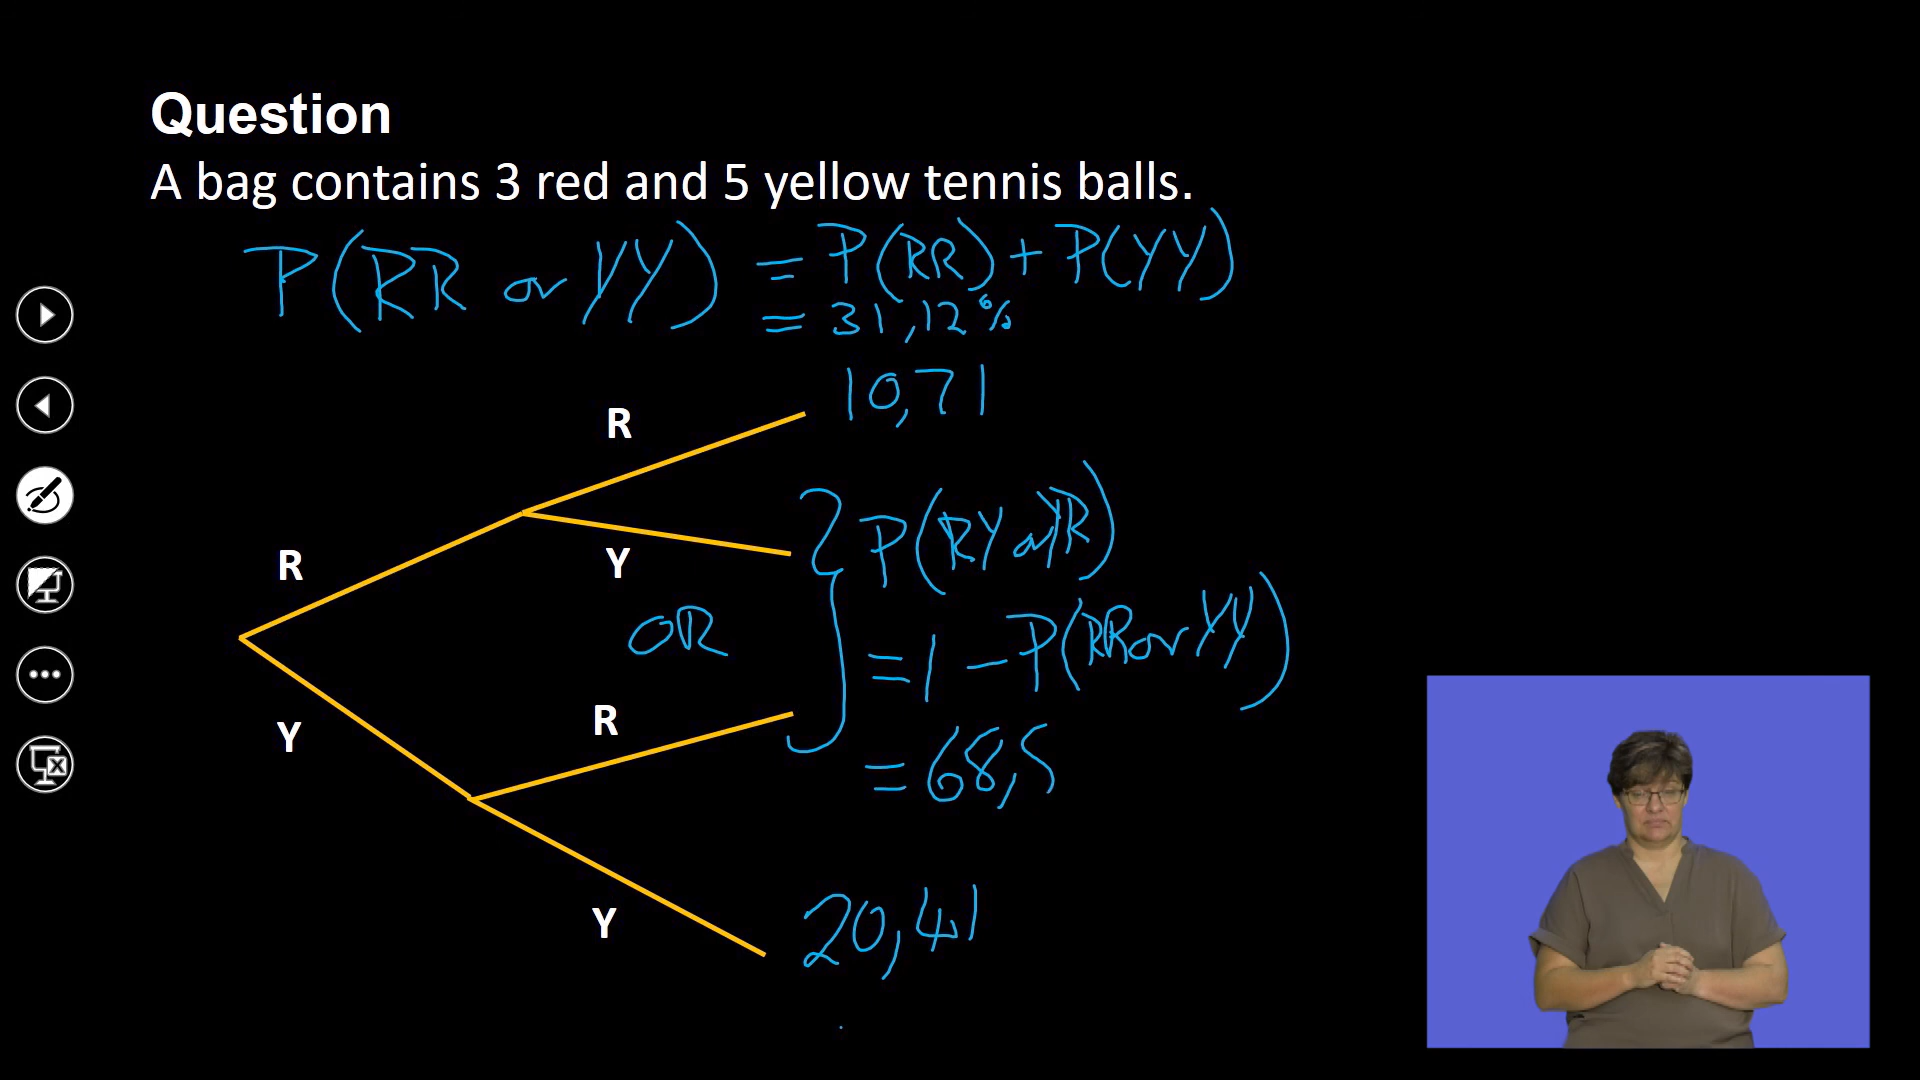 Question
A bag contains 3 red and 5 yellow tennis balls.
P(RR or YY) = P(RR) + P(YY)
= 31,12%
10,71
R
R
Y
P(RY or YR)
OR
= 1 - P(RR or YY)
Y
R
= 68,5
Y
20,41